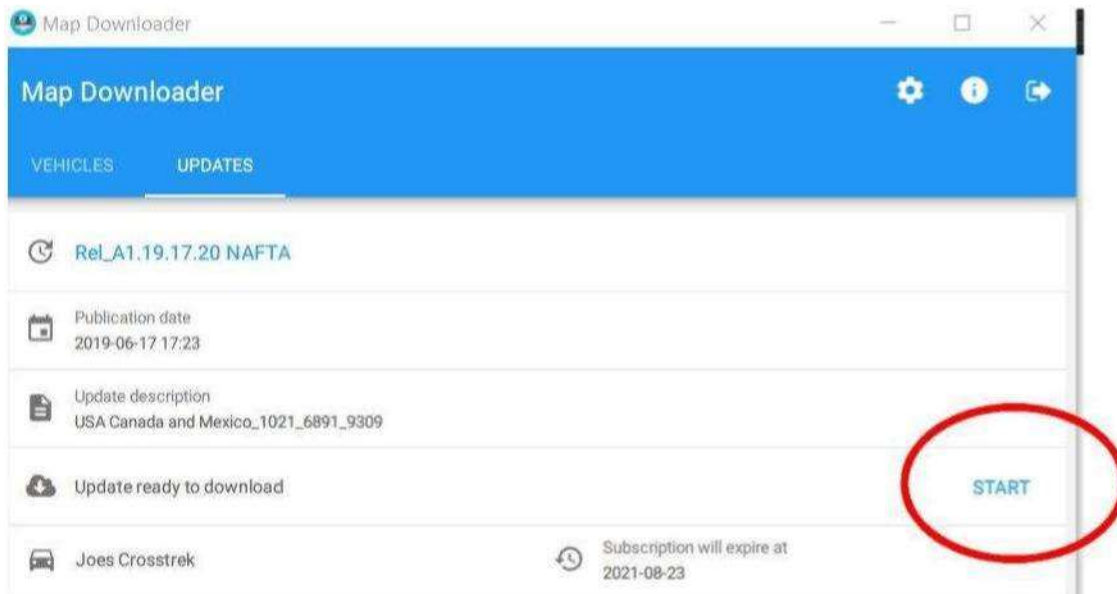 Map Downloader
Map Downloader
VEHICLES UPDATES
Rel_A1.19.17.20 NAFTA
Publication date
2019-06-17 17:23
Update description
USA Canada and Mexico_1021_6891_9309
Update ready to download START
Joes Crosstrek
Subscription will expire at
2021-08-23